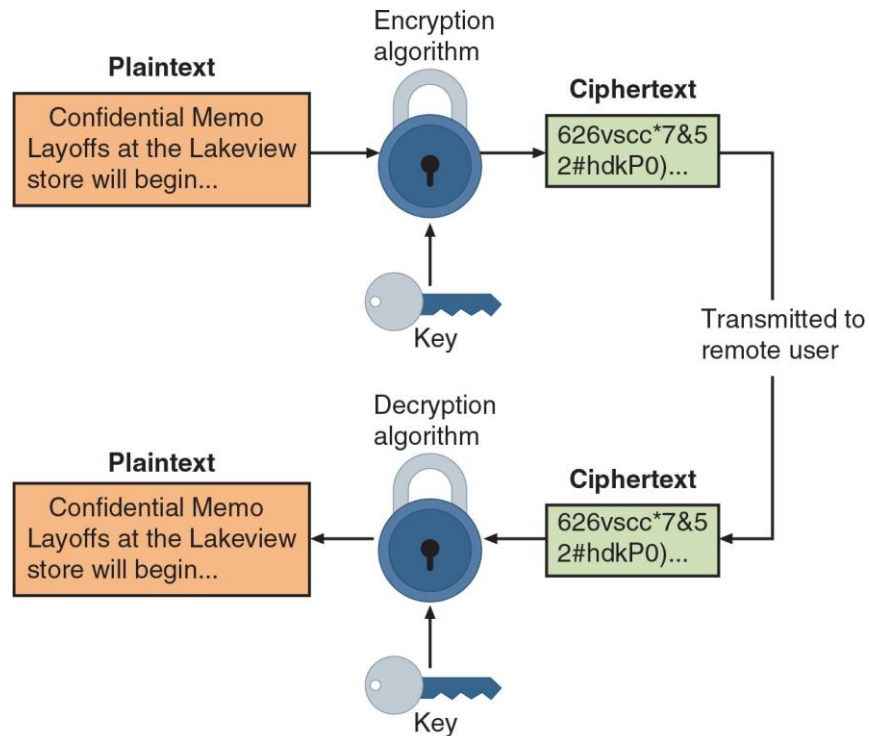 Encryption
algorithm
Plaintext
Confidential Memo
Layoffs at the Lakeview
store will begin...
Ciphertext
626vscc*7&5
2#hdkP0)...
Key
Transmitted to
remote user
Decryption
algorithm
Plaintext
Confidential Memo
Layoffs at the Lakeview
store will begin...
Ciphertext
626vscc*7&5
2#hdkP0)...
Key